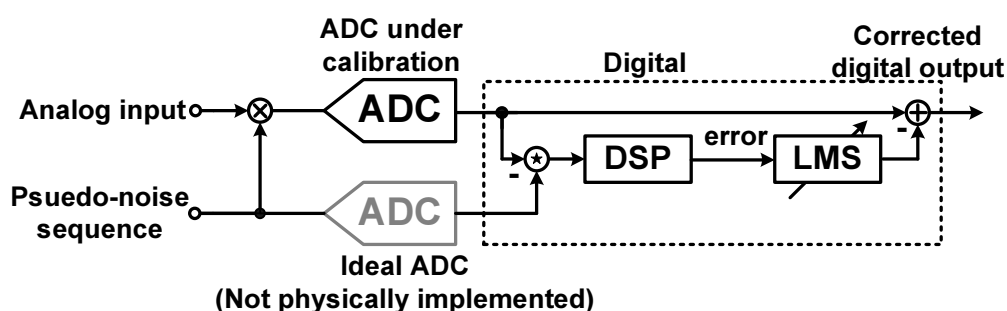 ADC under
calibration
Corrected
digital output
Digital
Analog input
ADC
error
DSP
LMS
-
-
Psuedo-noise
sequence
ADC
Ideal ADC
(Not physically implemented)